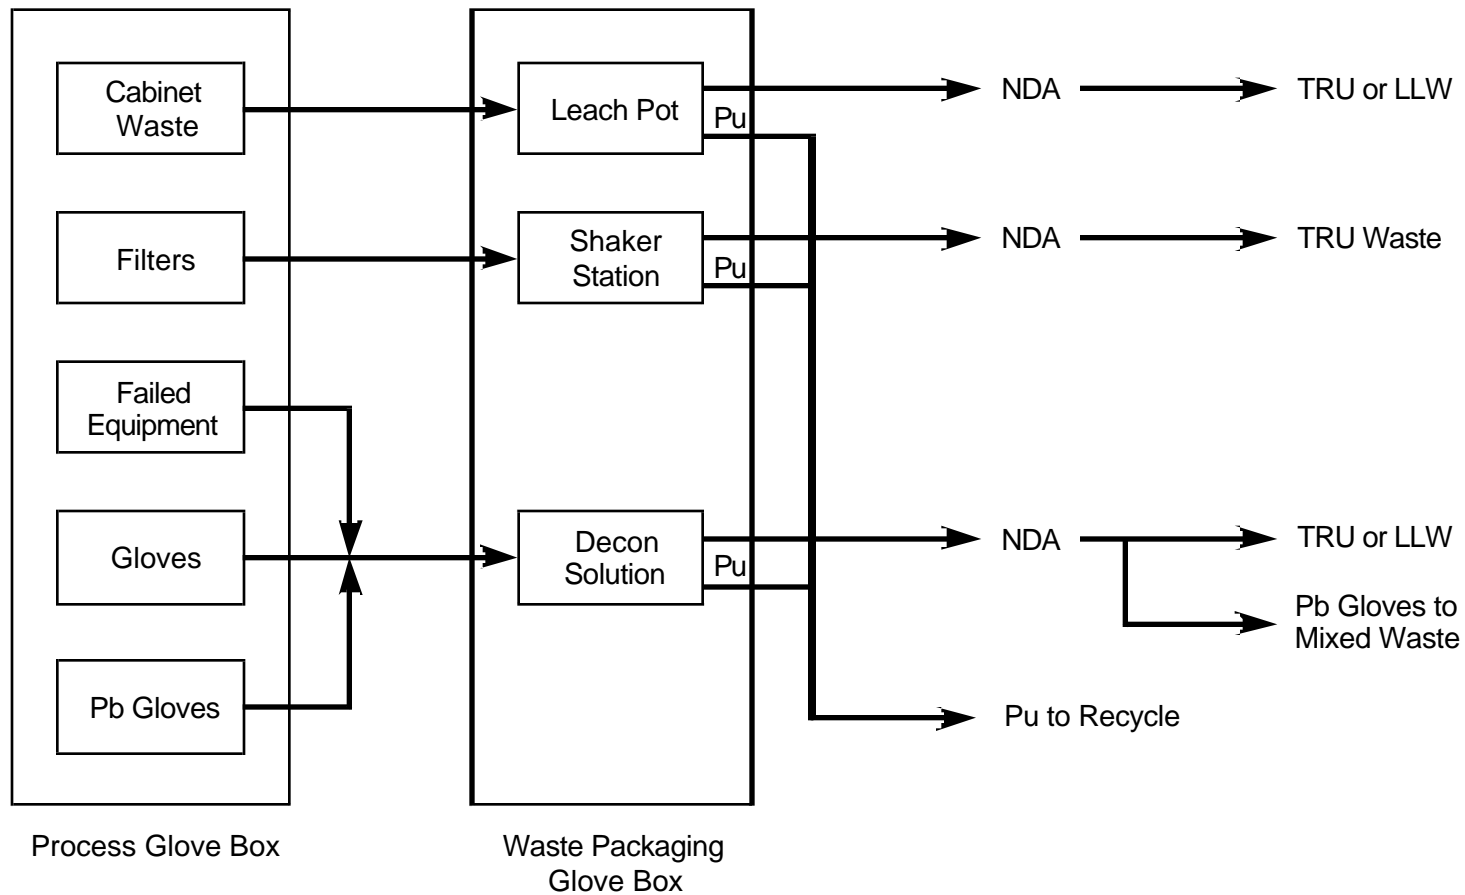 Cabinet
Waste
Leach Pot
Pu
NDA
TRU or LLW
Filters
Shaker
Station
Pu
NDA
TRU Waste
Failed
Equipment
Gloves
Decon
Solution
Pu
NDA
TRU or LLW
Pb Gloves to
Mixed Waste
Pb Gloves
Pu to Recycle
Process Glove Box
Waste Packaging
Glove Box